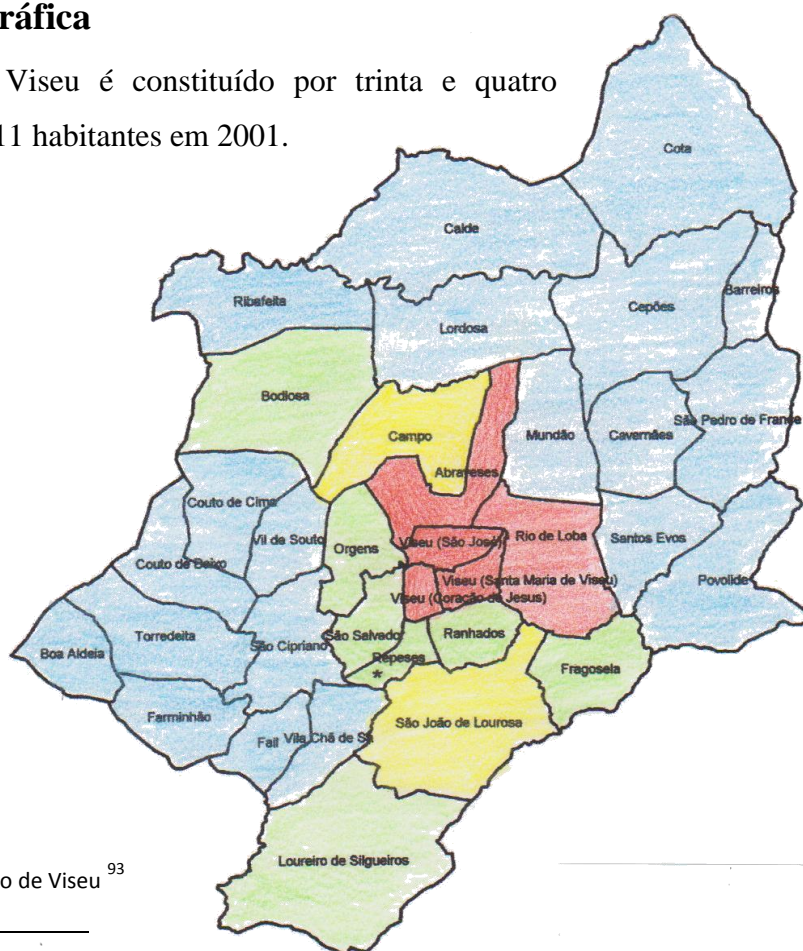 ráfica
Viseu é constituído por trinta e quatro
11 habitantes em 2001.
Cota
Calde
Barreiros
Ribafeita
Cepões
Lordosa
Bodiosa
São Pedro de France
Campo
Mundão
Cavernães
Abraveses
Couto de Cima
Rio de Loba
Santos Evos
Vil de Souto
Orgens
Viseu (São José)
Couto de Baixo
Viseu (Santa Maria de Viseu)
Povolide
Viseu (Coração de Jesus)
Torredeita
São Salvador
Ranhados
Boa Aldeia
São Cipriano
Repeses
Fragosela
*
Farminhão
São João de Lourosa
Fail
Vila Chã de Sá
Loureiro de Silgueiros
o de Viseu 93